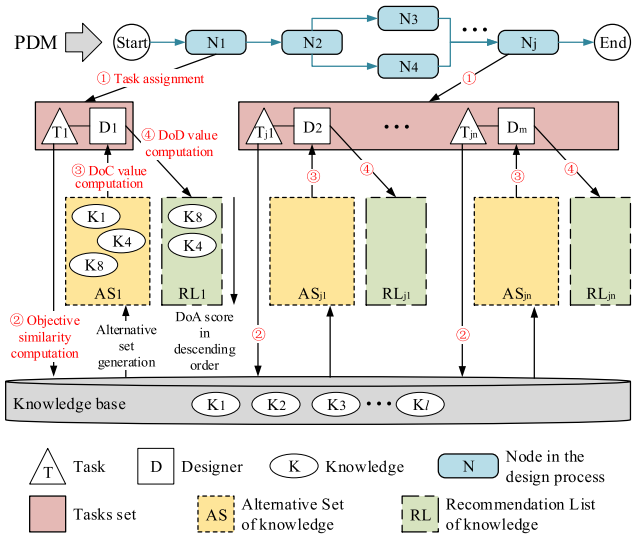 PDM
Start
N1
N2
N3
N4
Nj
End
① Task assignment
①
T1
D1
④ DoD value
computation
③ DoC value
computation
Tj1
D2
Tjn
Dm
③
④
③
④
K1
K4
K8
AS1
K8
K4
RL1
ASj1
RLj1
ASjn
RLjn
② Objective
similarity
computation
Alternative
set
generation
DoA score
in
descending
order
②
②
Knowledge base
K1
K2
K3
Kl
T
Task
D
Designer
K
Knowledge
N
Node in the
design process
Tasks set
AS
Alternative Set
of knowledge
RL
Recommendation List
of knowledge